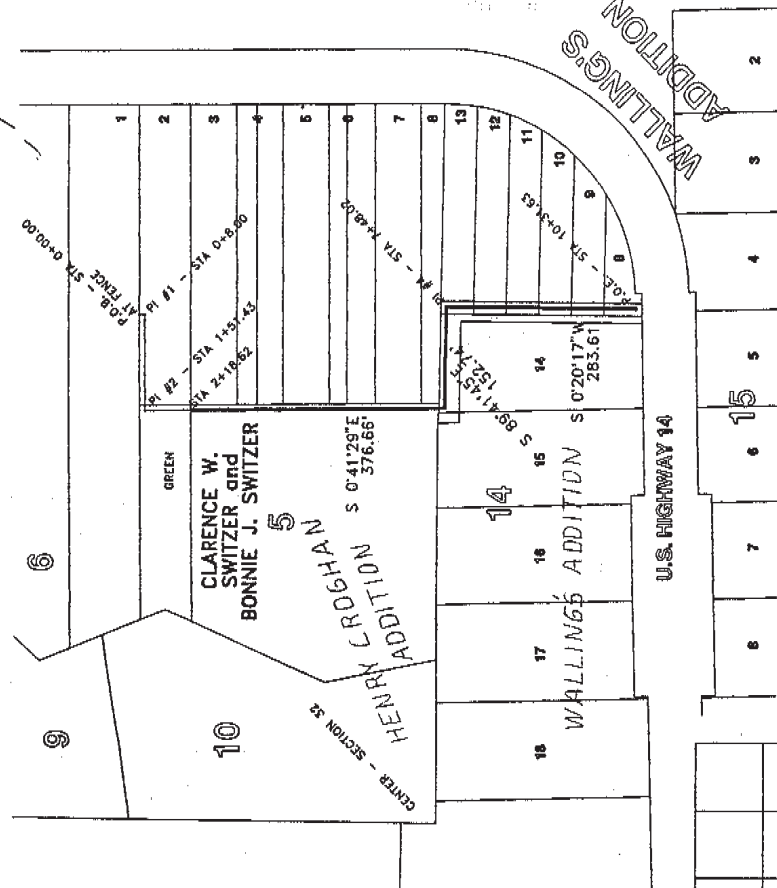 WALLING'S
ADDITION
P.O.B. - STA 0+00.00
AT FENCE
PI #1 - STA 0+8.00
PI #2 - STA 1+51.43
STA 2+18.62
PI #4 - STA 7+48.02
P.O.E. - STA 10+31.63
1
2
3
4
5
6
7
8
13
12
11
10
9
8
GREEN
CLARENCE W.
SWITZER and
BONNIE J. SWITZER
5
6
9
10
S 0°41'29"E
376.66'
S 89°41'45"E
152.74'
S 0°20'17"W
283.61
HENRY CROGHAN
ADDITION
CENTER - SECTION 32
14
14
15
16
17
18
WALLINGS ADDITION
U.S. HIGHWAY 14
15
2
3
4
5
6
7
8